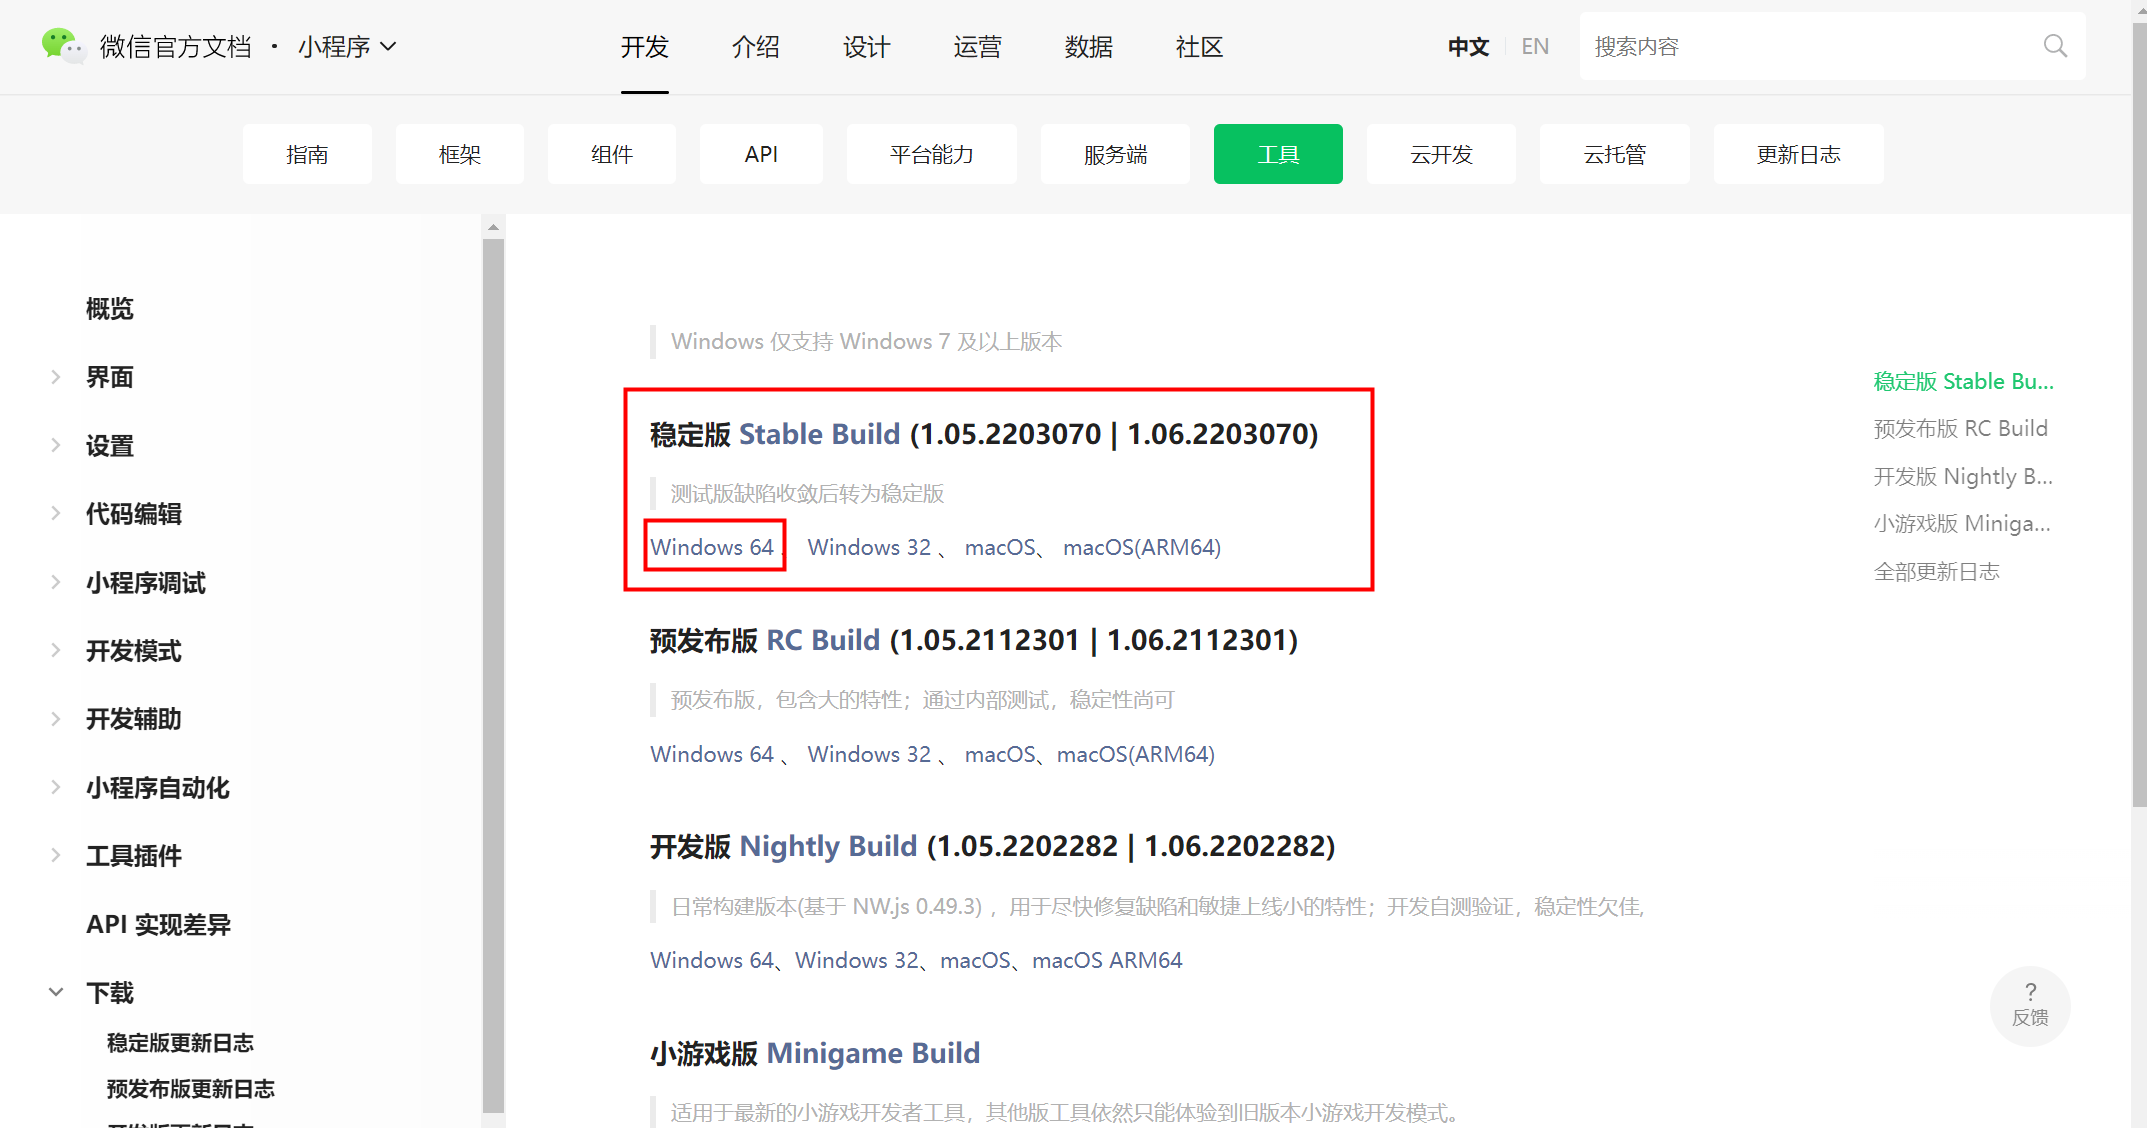 微信官方文档 · 小程序
开发 介绍 设计 运营 数据 社区
中文 EN
搜索内容
指南 框架 组件 API 平台能力 服务端 工具 云开发 云托管 更新日志
概览
界面
设置
代码编辑
小程序调试
开发模式
开发辅助
小程序自动化
工具插件
API 实现差异
下载
稳定版更新日志
预发布版更新日志
开发版更新日志
Windows 仅支持 Windows 7 及以上版本
稳定版 Stable Build (1.05.2203070 | 1.06.2203070)
测试版缺陷收敛后转为稳定版
Windows 64 、 Windows 32 、 macOS、 macOS(ARM64)
预发布版 RC Build (1.05.2112301 | 1.06.2112301)
预发布版，包含大的特性；通过内部测试，稳定性尚可
Windows 64 、 Windows 32 、 macOS、macOS(ARM64)
开发版 Nightly Build (1.05.2202282 | 1.06.2202282)
日常构建版本(基于 NW.js 0.49.3) ，用于尽快修复缺陷和敏捷上线小的特性；开发自测验证，稳定性欠佳,
Windows 64、Windows 32、macOS、macOS ARM64
小游戏版 Minigame Build
适用于最新的小游戏开发者工具，其他版工具依然只能体验到旧版本小游戏开发模式。
稳定版 Stable Bu...
预发布版 RC Build
开发版 Nightly B...
小游戏版 Miniga...
全部更新日志
?
反馈